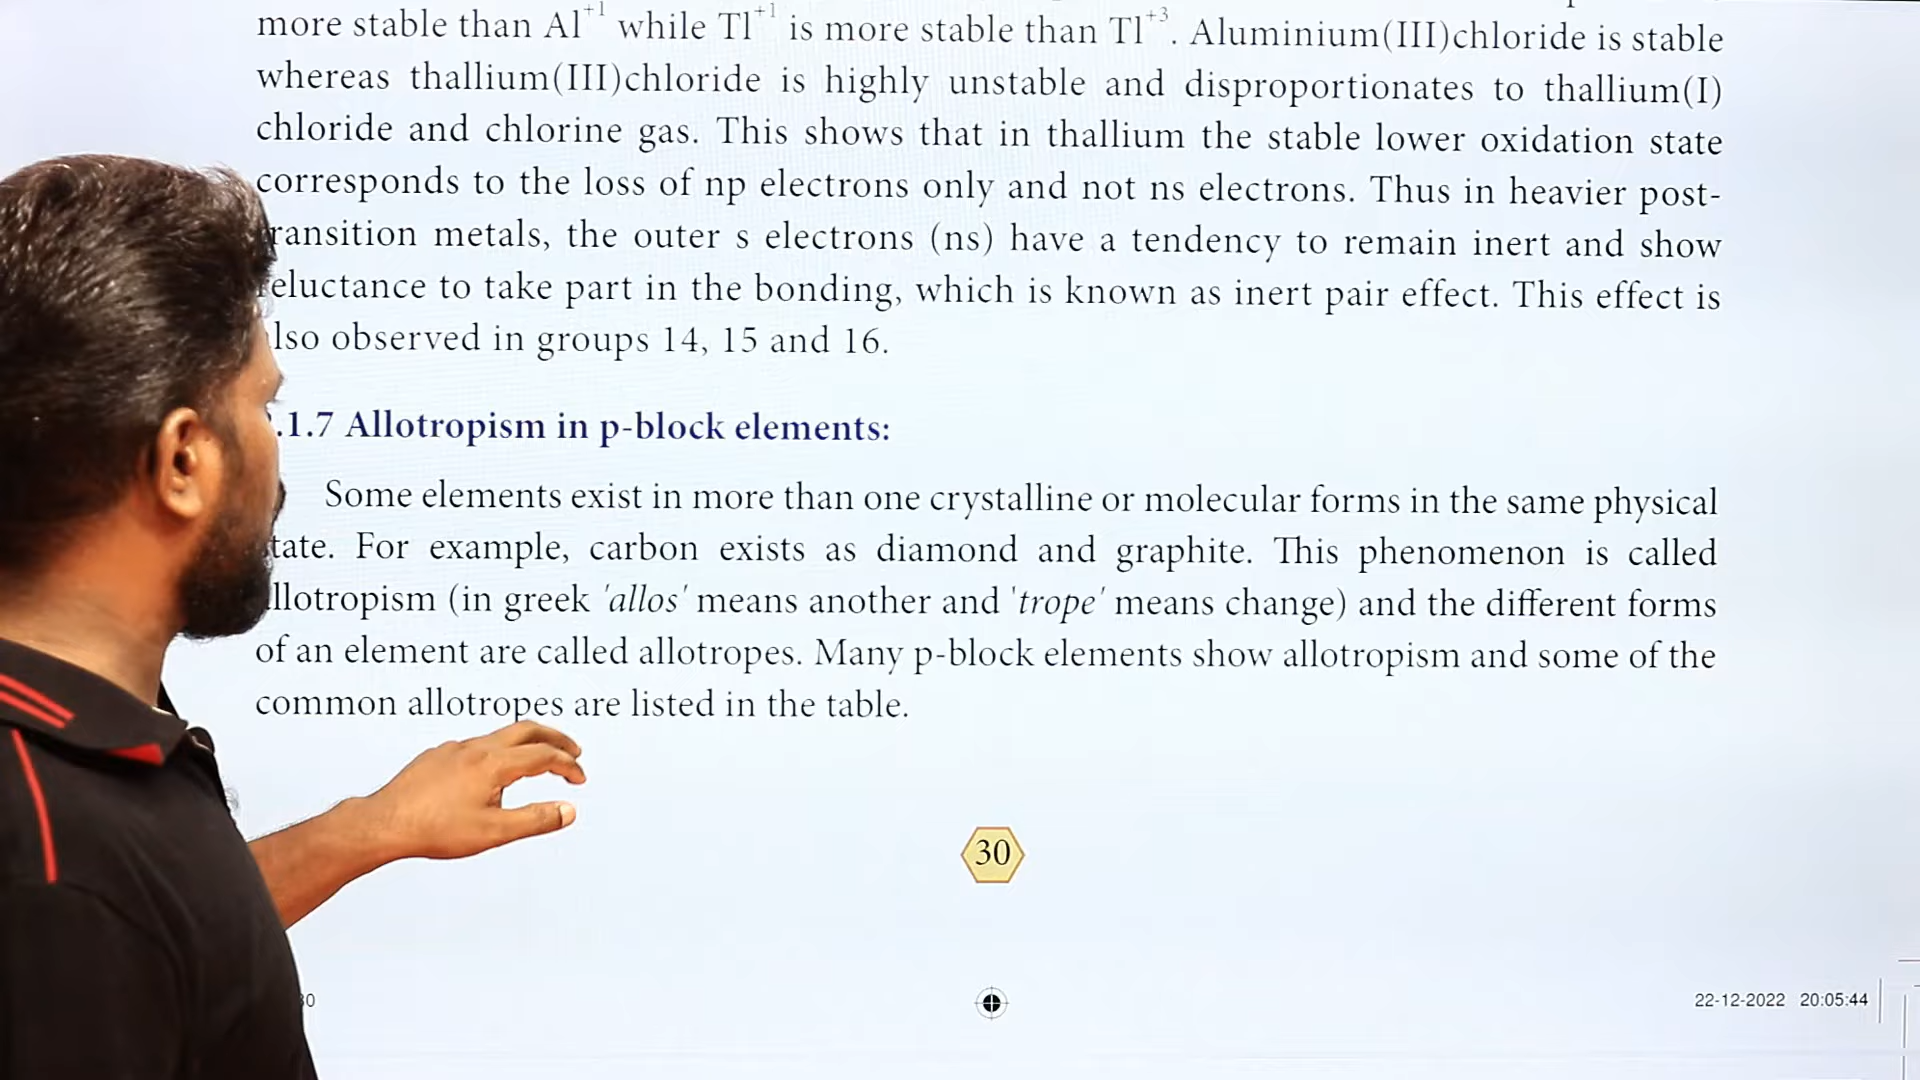 more stable than Al+1 while Tl+1 is more stable than Tl+3. Aluminium(III)chloride is stable
whereas thallium(III)chloride is highly unstable and disproportionates to thallium(I)
chloride and chlorine gas. This shows that in thallium the stable lower oxidation state
corresponds to the loss of np electrons only and not ns electrons. Thus in heavier post-
ransition metals, the outer s electrons (ns) have a tendency to remain inert and show
eluctance to take part in the bonding, which is known as inert pair effect. This effect is
lso observed in groups 14, 15 and 16.
.1.7 Allotropism in p-block elements:
Some elements exist in more than one crystalline or molecular forms in the same physical
tate. For example, carbon exists as diamond and graphite. This phenomenon is called
llotropism (in greek 'allos' means another and 'trope' means change) and the different forms
of an element are called allotropes. Many p-block elements show allotropism and some of the
common allotropes are listed in the table.
30
30
22-12-2022 20:05:44